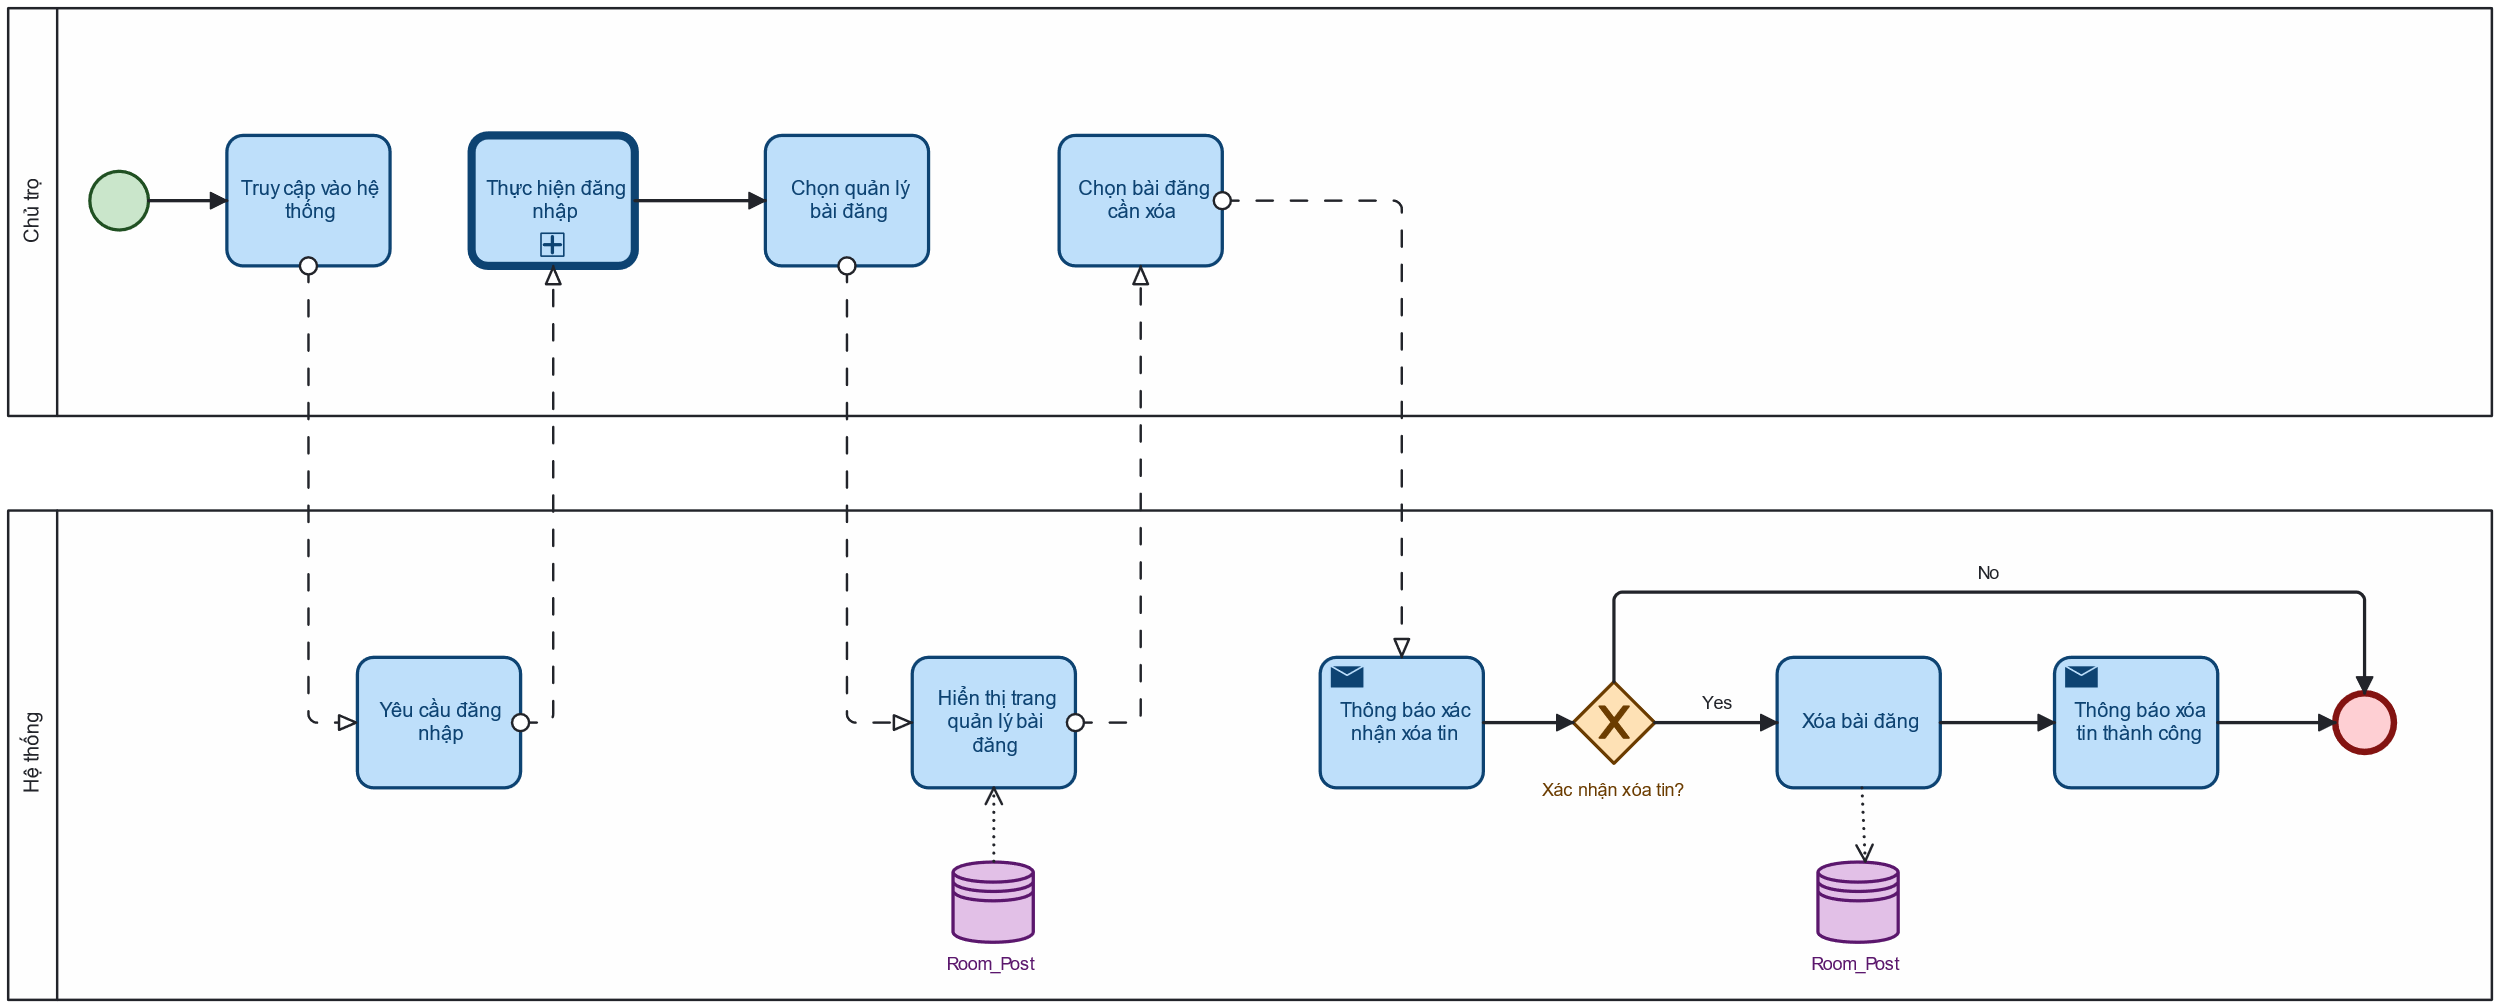 Chủ trọ
Truy cập vào hệ
thống
Thực hiện đăng
nhập
Chọn quản lý
bài đăng
Chọn bài đăng
cần xóa
Hệ thống
Yêu cầu đăng
nhập
Hiển thị trang
quản lý bài
đăng
Room_Post
Thông báo xác
nhận xóa tin
Xác nhận xóa tin?
No
Yes
Xóa bài đăng
Room_Post
Thông báo xóa
tin thành công